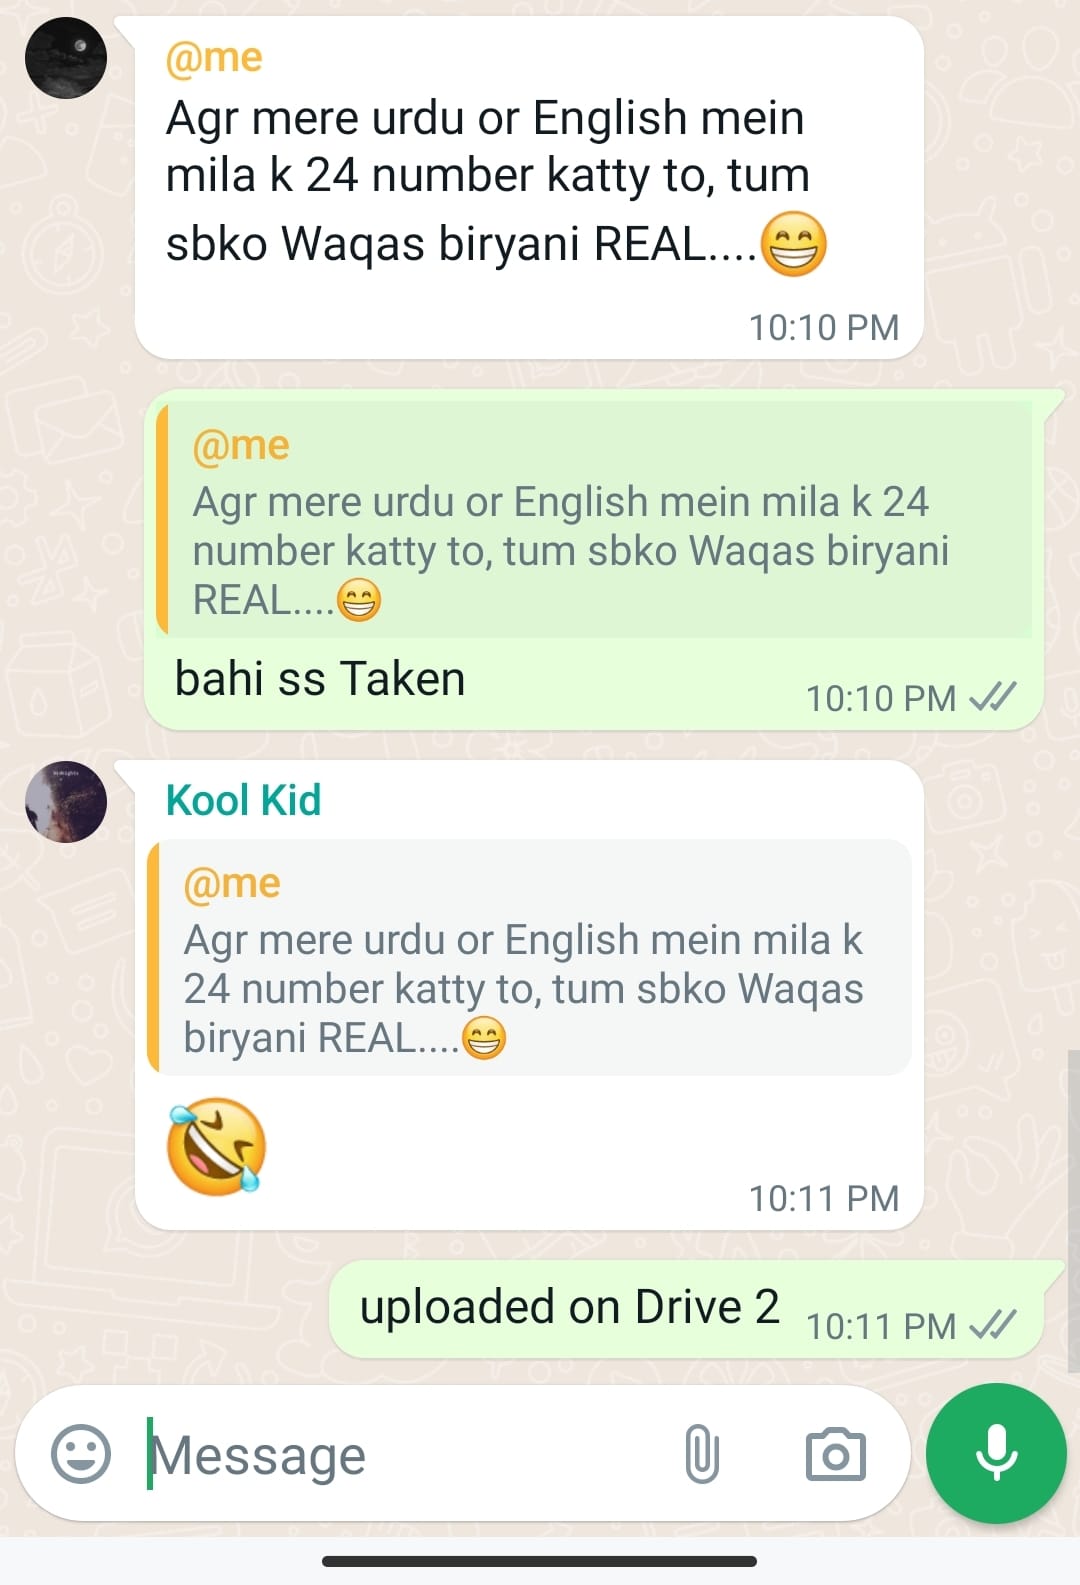 @me
Agr mere urdu or English mein
mila k 24 number katty to, tum
sbko Waqas biryani REAL....😁
10:10 PM
@me
Agr mere urdu or English mein mila k 24
number katty to, tum sbko Waqas biryani
REAL....😁
bahi ss Taken
10:10 PM
Kool Kid
@me
Agr mere urdu or English mein mila k
24 number katty to, tum sbko Waqas
biryani REAL....😁
🤣
10:11 PM
uploaded on Drive 2
10:11 PM
Message